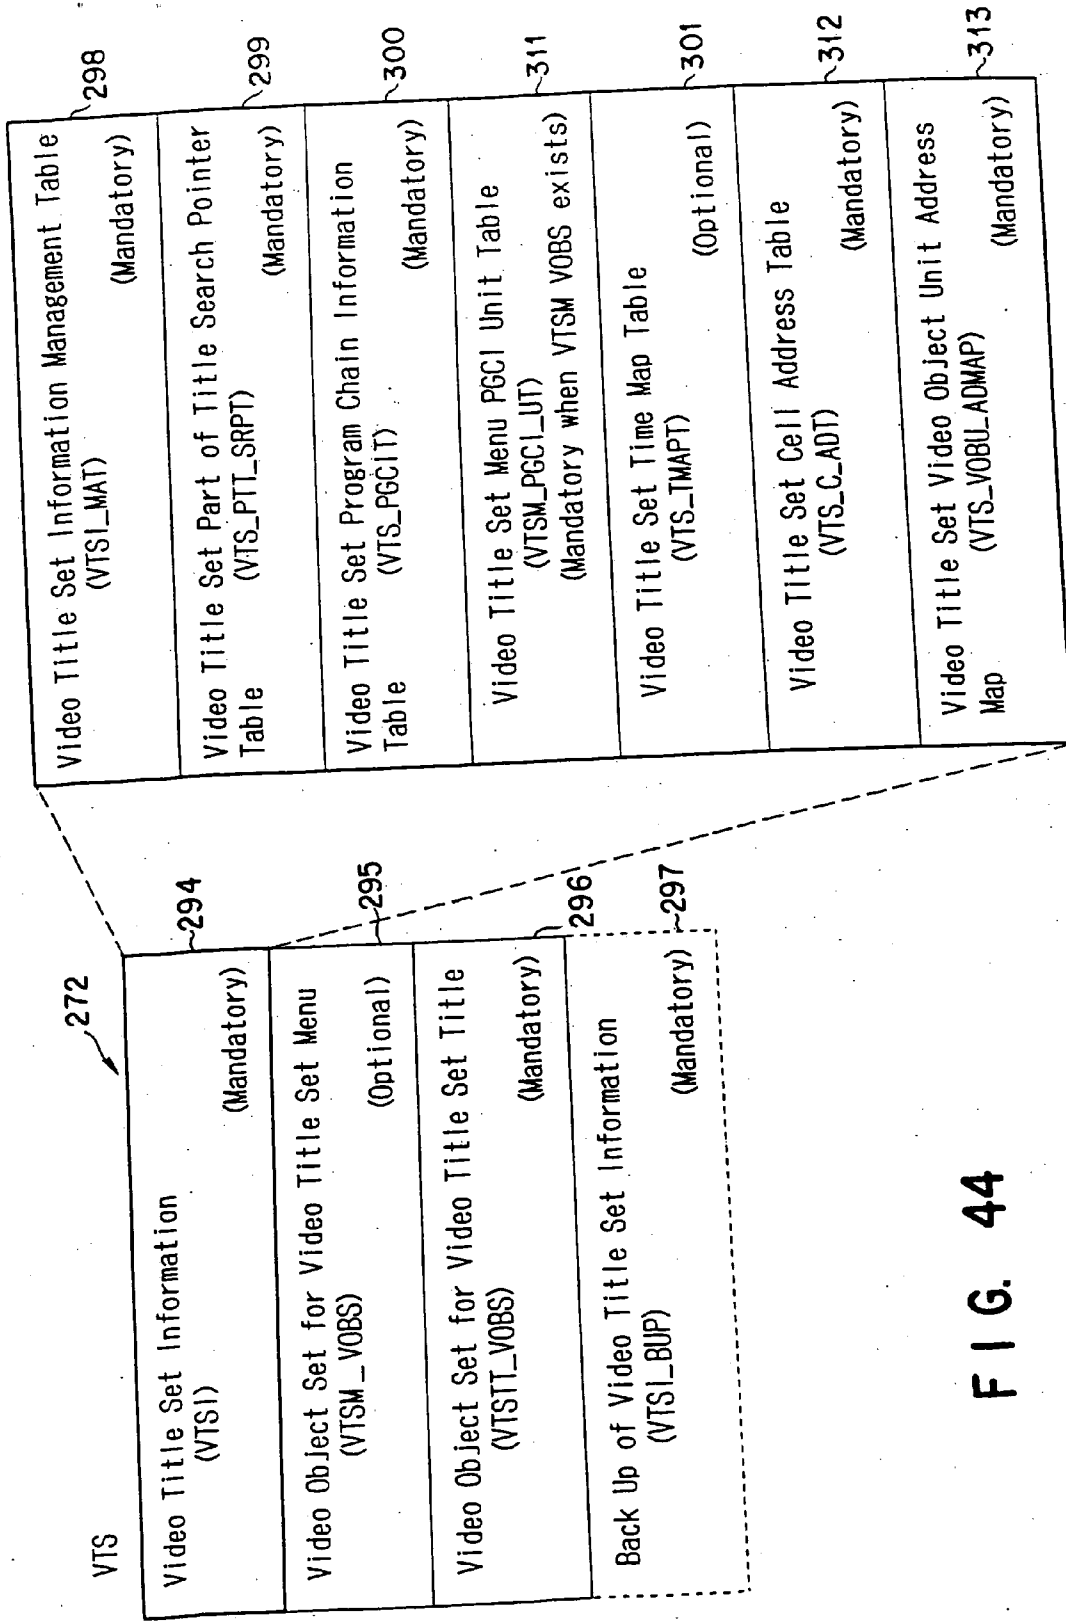 VTS
272
Video Title Set Information
(VTSI)
(Mandatory)
294
Video Object Set for Video Title Set Menu
(VTSM_VOBS)
(Optional)
295
Video Object Set for Video Title Set Title
(VTSTT_VOBS)
(Mandatory)
296
Back Up of Video Title Set Information
(VTSI_BUP)
(Mandatory)
297
Video Title Set Information Management Table
(VTSI_MAT)
(Mandatory)
298
Video Title Set Part of Title Search Pointer
Table
(VTS_PTT_SRPT)
(Mandatory)
299
Video Title Set Program Chain Information
Table
(VTS_PGCIT)
(Mandatory)
300
Video Title Set Menu PGCI Unit Table
(VTSM_PGCI_UT)
(Mandatory when VTSM VOBS exists)
311
Video Title Set Time Map Table
(VTS_TMAPT)
(Optional)
301
Video Title Set Cell Address Table
(VTS_C_ADT)
(Mandatory)
312
Video Title Set Video Object Unit Address
Map
(VTS_VOBU_ADMAP)
(Mandatory)
313
FIG. 44